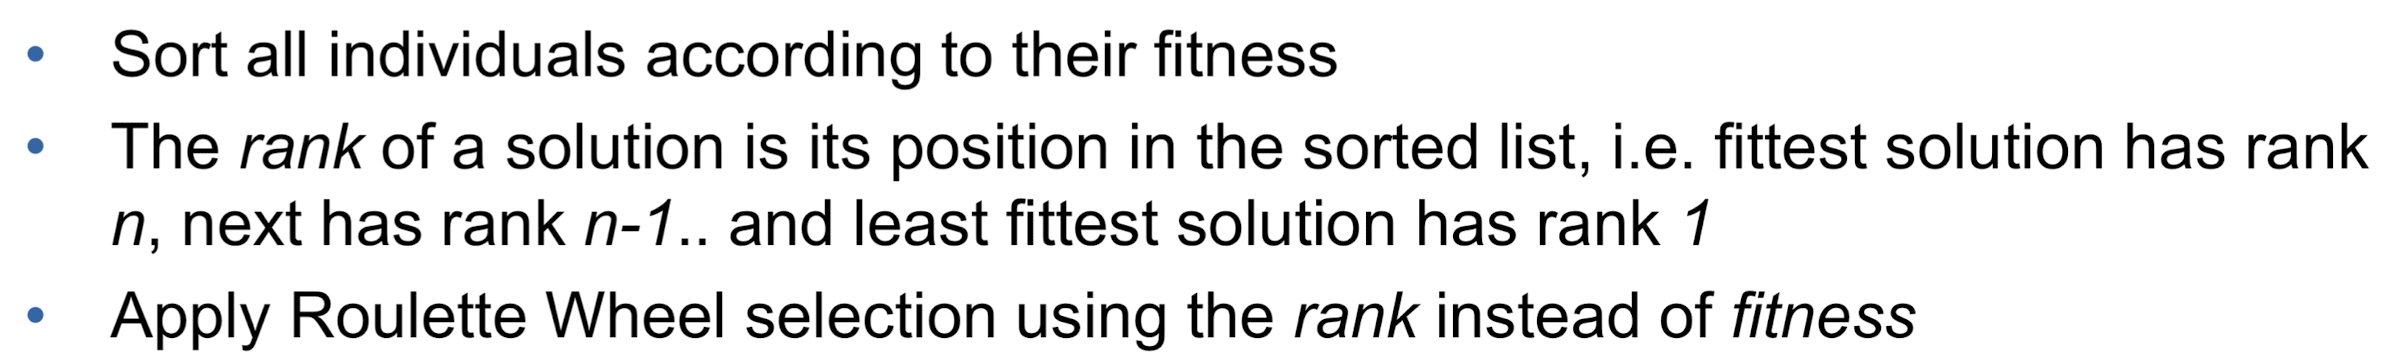 • Sort all individuals according to their fitness
• The rank of a solution is its position in the sorted list, i.e. fittest solution has rank
n, next has rank n-1.. and least fittest solution has rank 1
• Apply Roulette Wheel selection using the rank instead of fitness